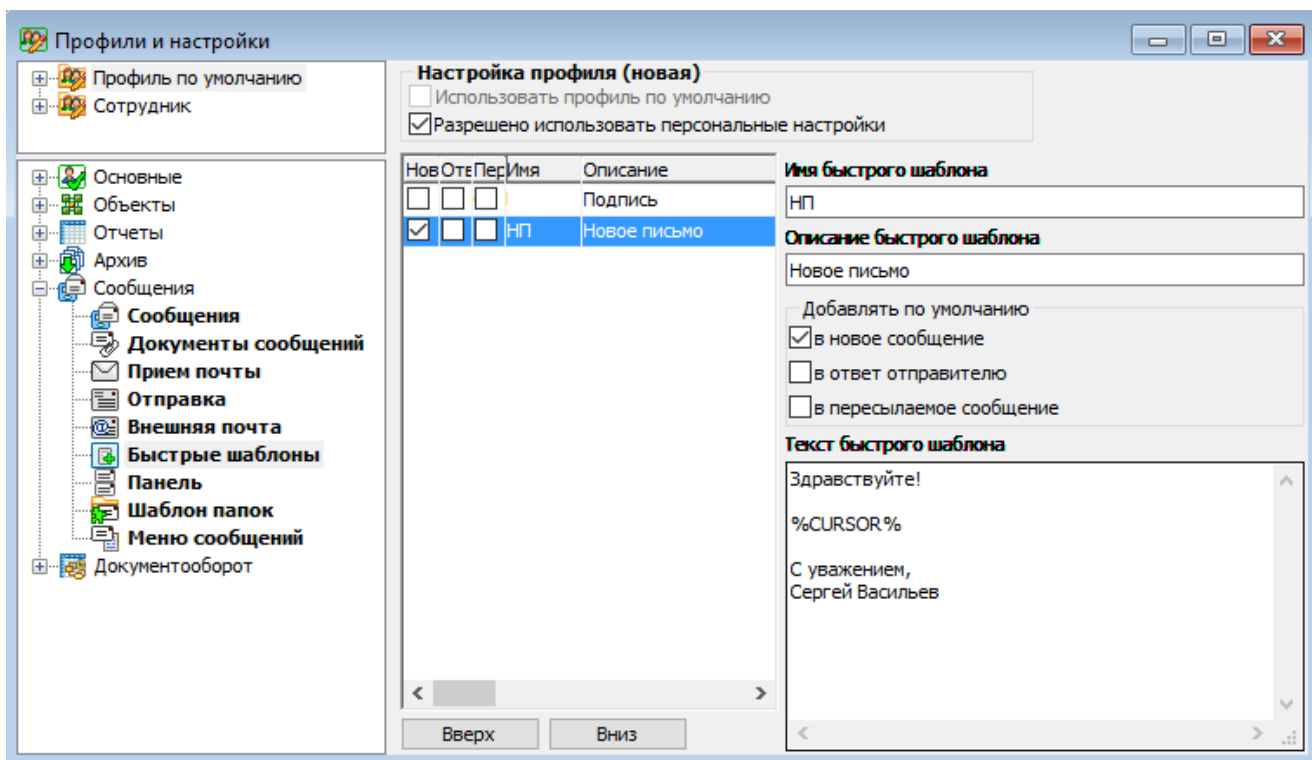 Профили и настройки
Профиль по умолчанию
Сотрудник
Основные
Объекты
Отчеты
Архив
Сообщения
Сообщения
Документы сообщений
Прием почты
Отправка
Внешняя почта
Быстрые шаблоны
Панель
Шаблон папок
Меню сообщений
Документооборот
Настройка профиля (новая)
Использовать профиль по умолчанию
Разрешено использовать персональные настройки
Нов Отв Пер Имя Описание
Подпись
НП Новое письмо
Вверх Вниз
Имя быстрого шаблона
НП
Описание быстрого шаблона
Новое письмо
Добавлять по умолчанию
в новое сообщение
в ответ отправителю
в пересылаемое сообщение
Текст быстрого шаблона
Здравствуйте!
%CURSOR%
С уважением,
Сергей Васильев